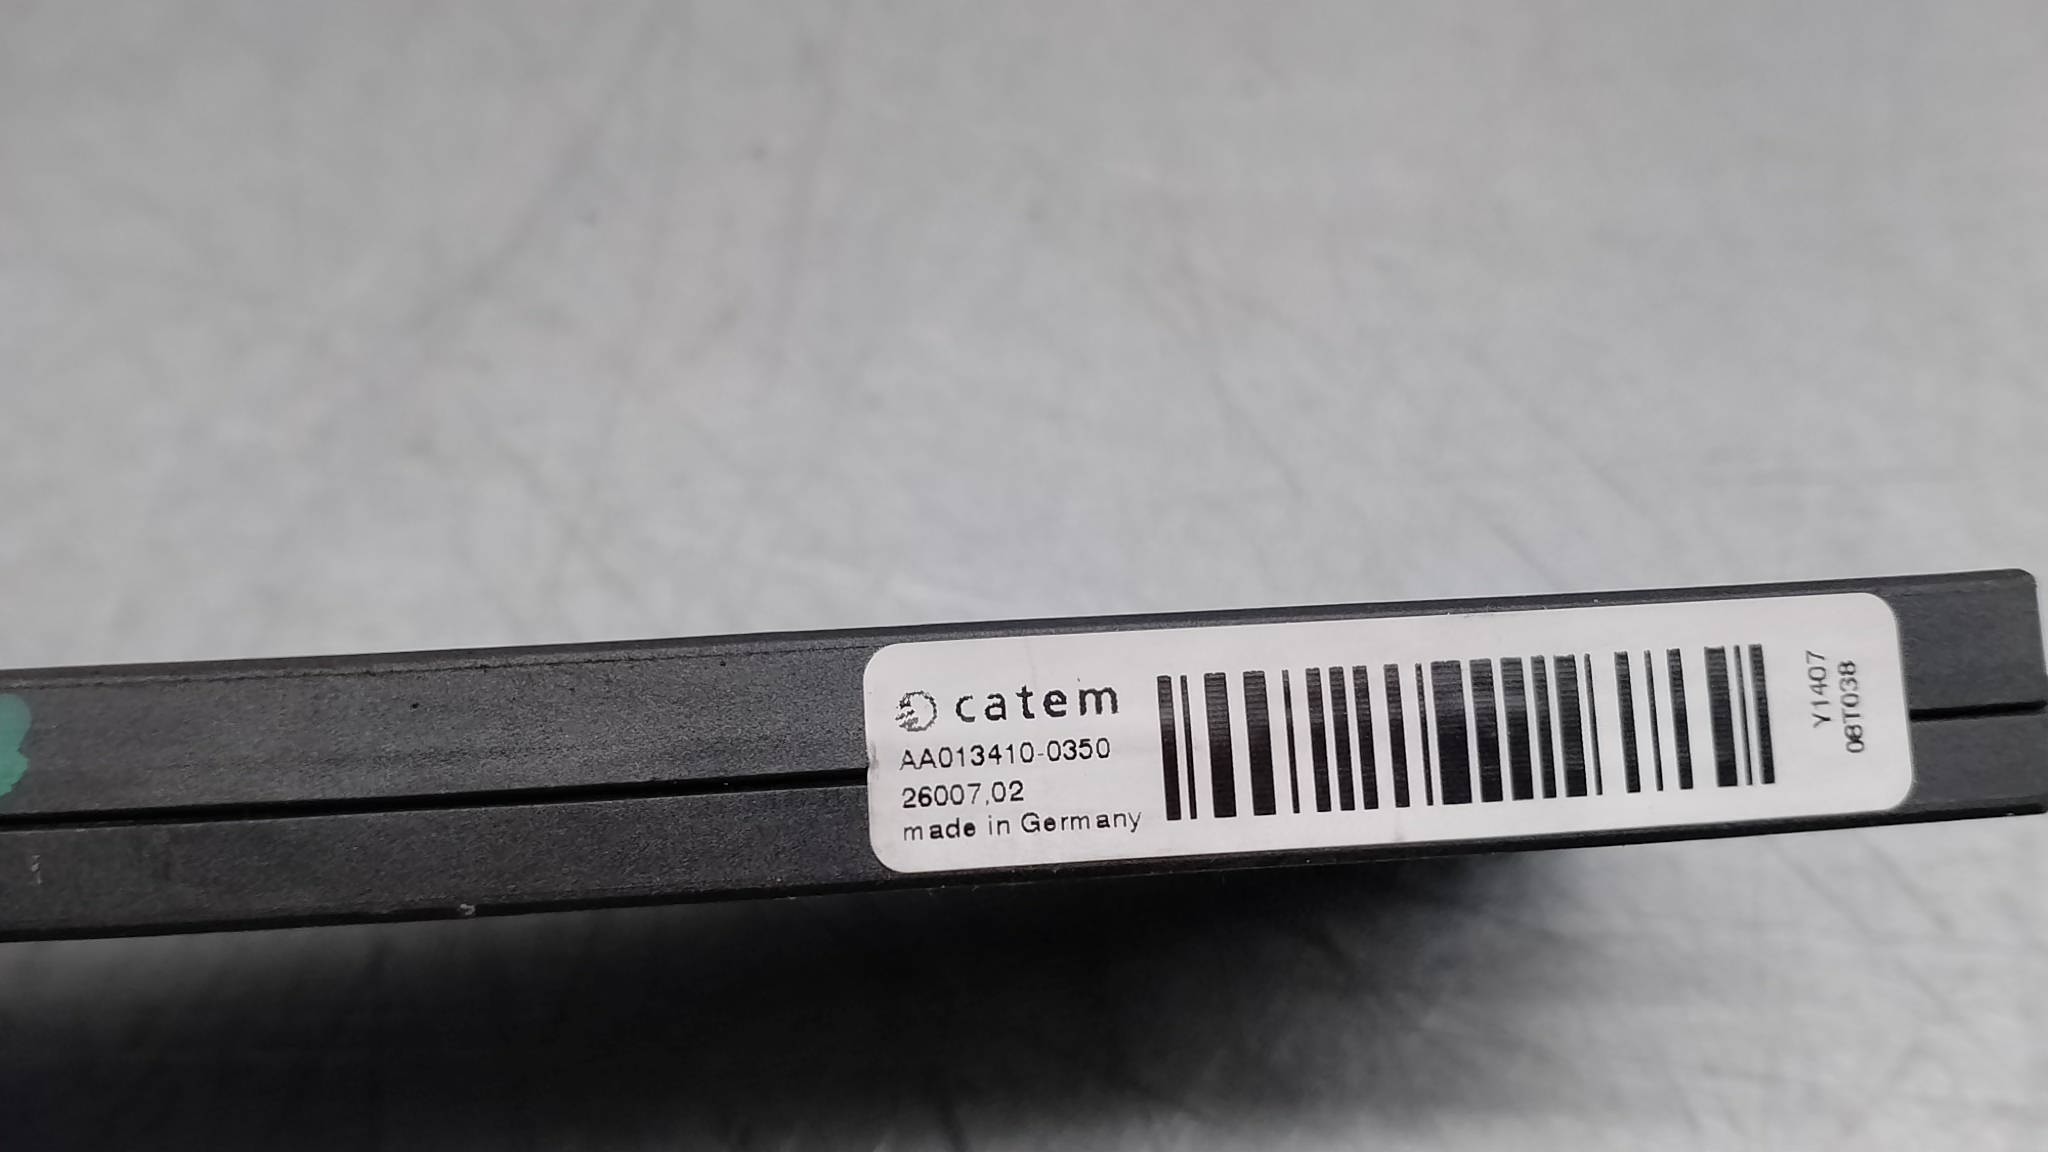 catem
AA013410-0350
26007,02
made in Germany
Y1407
08T038